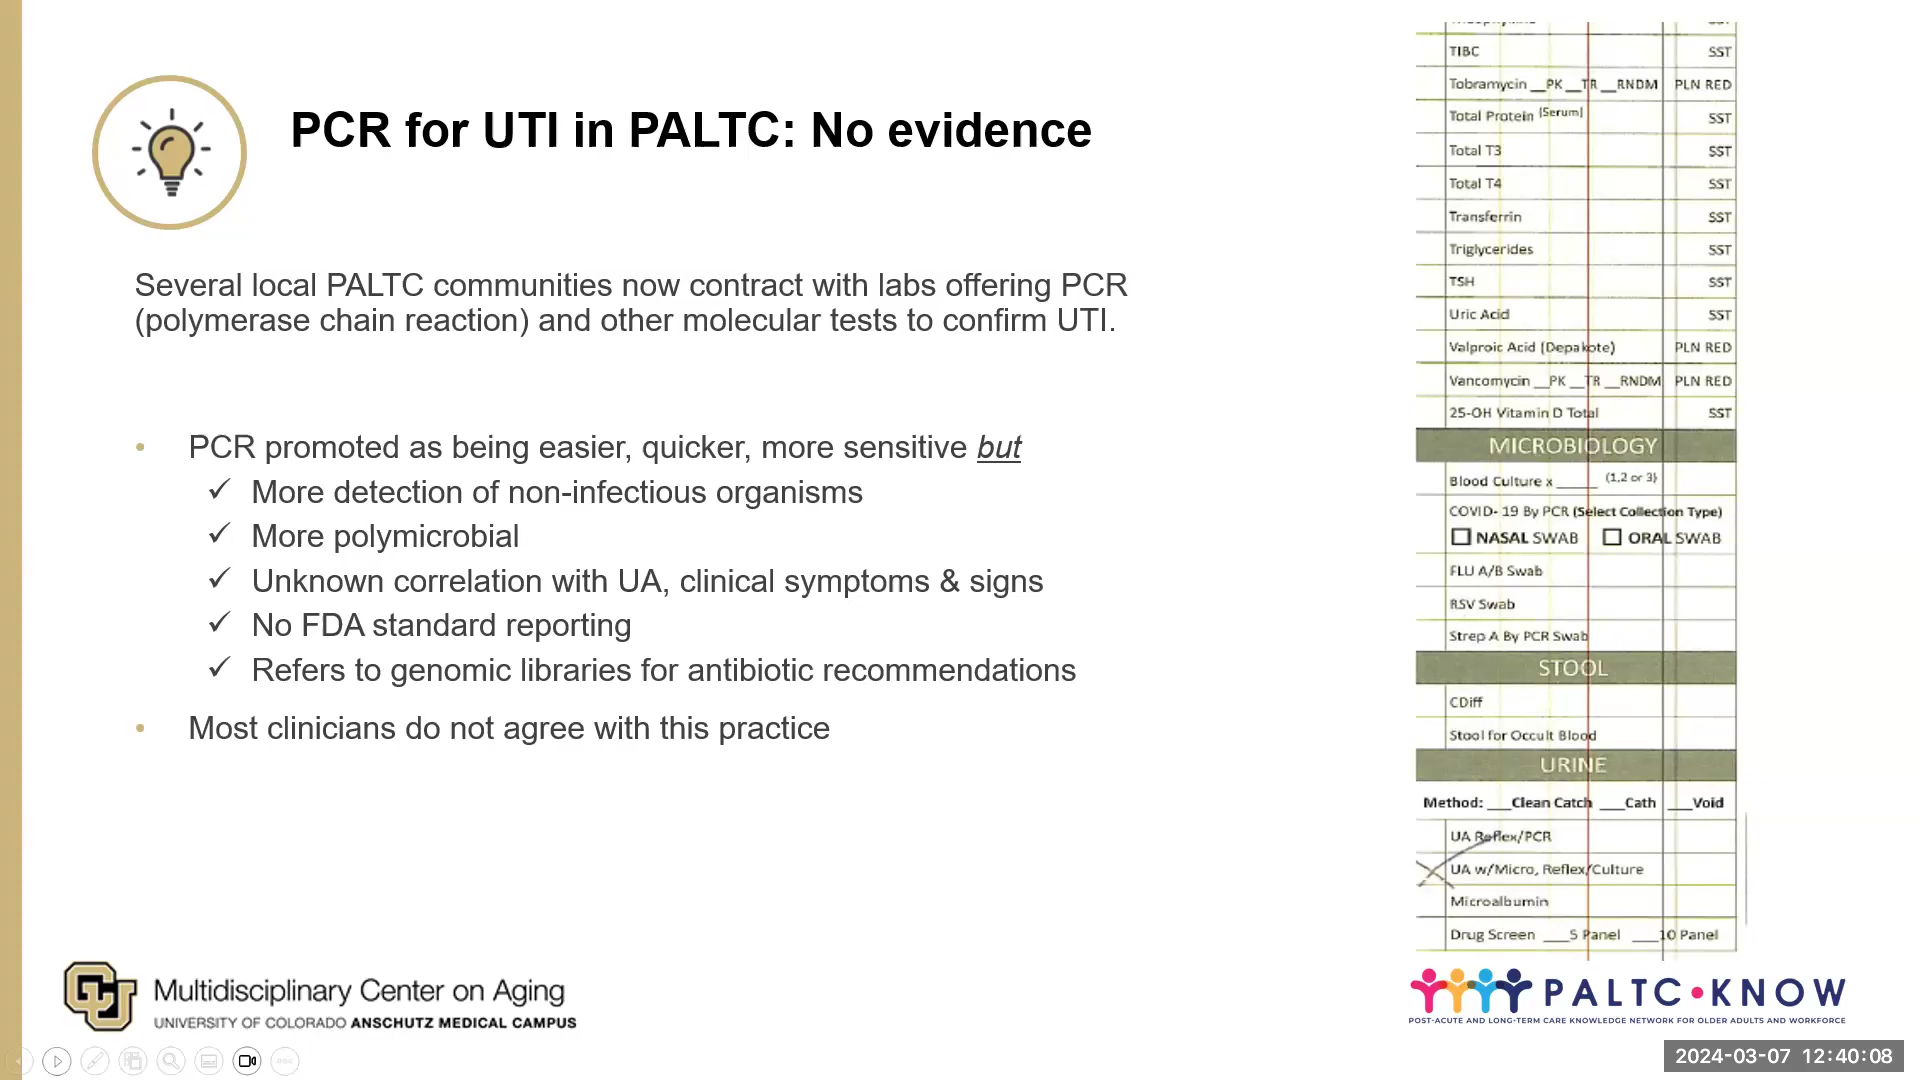 PCR for UTI in PALTC: No evidence
Several local PALTC communities now contract with labs offering PCR
(polymerase chain reaction) and other molecular tests to confirm UTI.
• PCR promoted as being easier, quicker, more sensitive but
✓ More detection of non-infectious organisms
✓ More polymicrobial
✓ Unknown correlation with UA, clinical symptoms & signs
✓ No FDA standard reporting
✓ Refers to genomic libraries for antibiotic recommendations
• Most clinicians do not agree with this practice
TIBC SST
Tobramycin __PK __TR __RNDM PLN RED
Total Protein (Serum) SST
Total T3 SST
Total T4 SST
Transferrin SST
Triglycerides SST
TSH SST
Uric Acid SST
Valproic Acid (Depakote) PLN RED
Vancomycin __PK __TR __RNDM PLN RED
25-OH Vitamin D Total SST
MICROBIOLOGY
Blood Culture x _____ (1,2 or 3)
COVID- 19 By PCR (Select Collection Type)
☐ NASAL SWAB ☐ ORAL SWAB
FLU A/B Swab
RSV Swab
Strep A By PCR Swab
STOOL
CDiff
Stool for Occult Blood
URINE
Method: ___Clean Catch ___Cath ___Void
UA Reflex/PCR
UA w/Micro, Reflex/Culture
Microalbumin
Drug Screen ___5 Panel ___10 Panel
CU
Multidisciplinary Center on Aging
UNIVERSITY OF COLORADO ANSCHUTZ MEDICAL CAMPUS
PALTC•KNOW
POST-ACUTE AND LONG-TERM CARE KNOWLEDGE NETWORK FOR OLDER ADULTS AND WORKFORCE
2024-03-07 12:40:08